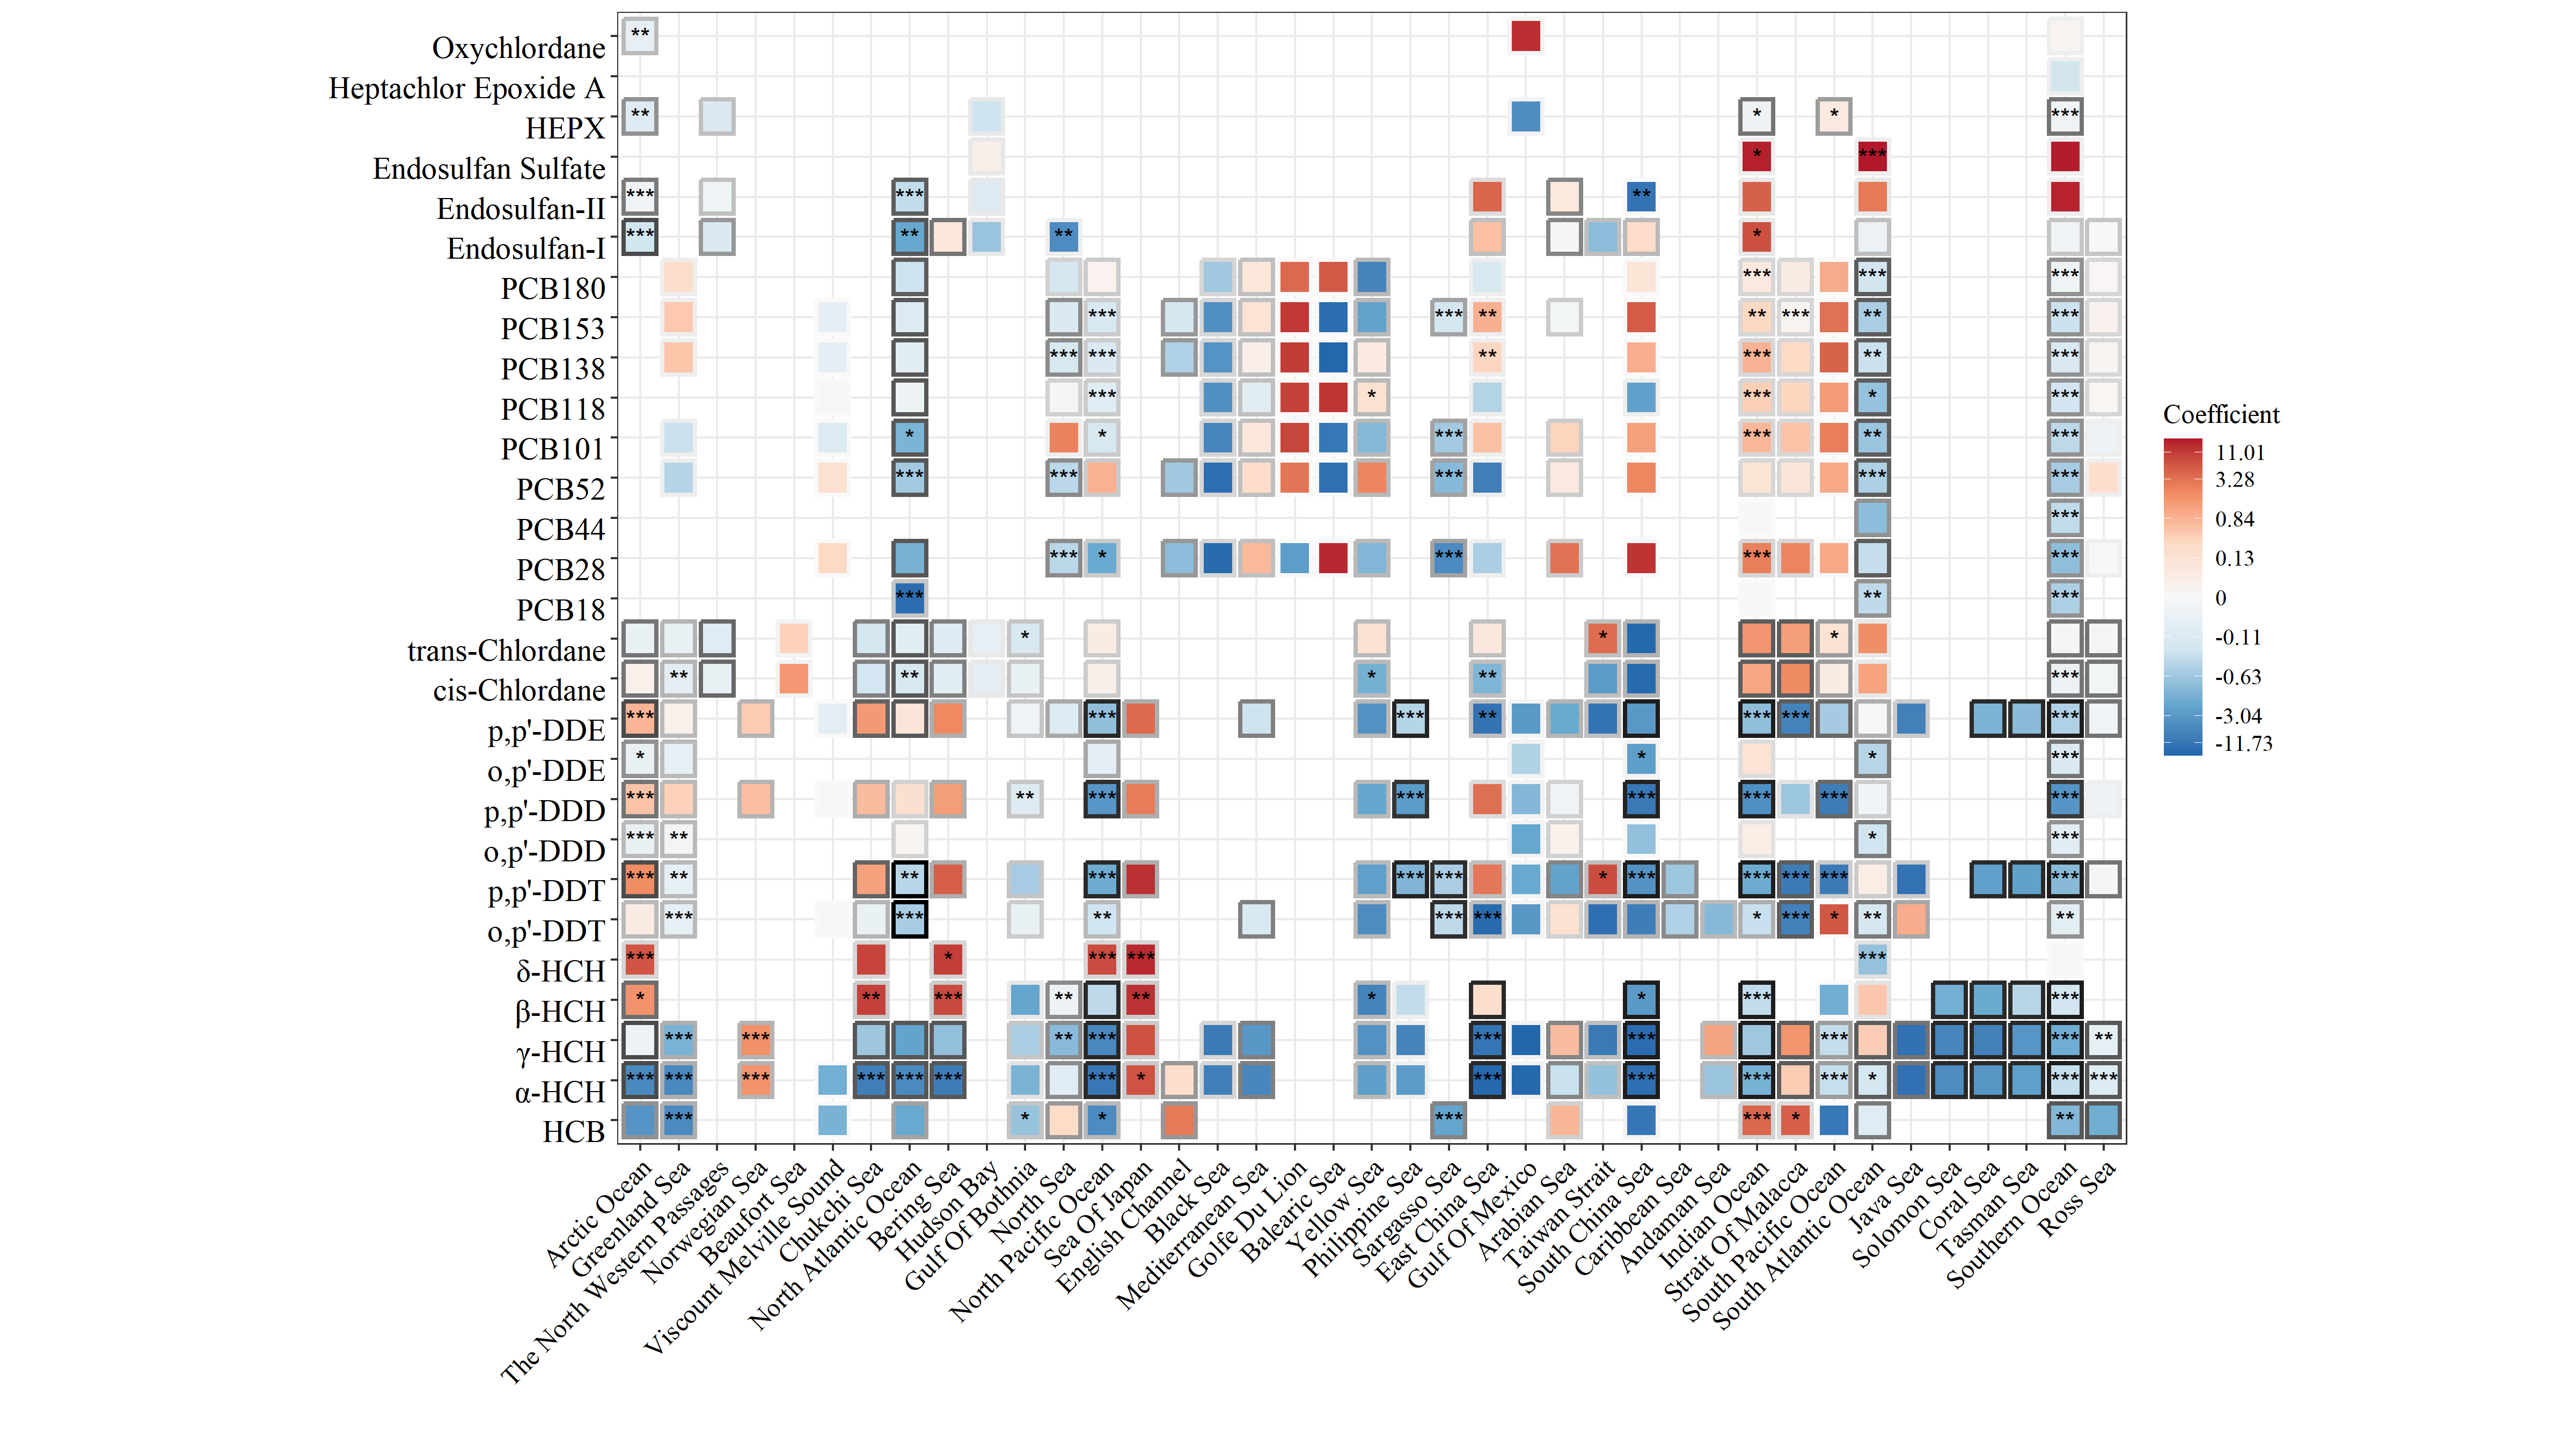 Oxychlordane ** 
Heptachlor Epoxide A
HEPX ** * * ***
Endosulfan Sulfate * ***
Endosulfan-II *** *** **
Endosulfan-I *** ** ** *
PCB180 *** *** ***
PCB153 *** *** ** ** *** ** ***
PCB138 *** *** ** *** ** ***
PCB118 *** * *** * ***
PCB101 * * *** *** ** ***
PCB52 *** *** *** *** ***
PCB44 ***
PCB28 *** * *** *** ***
PCB18 *** ** ***
trans-Chlordane * * *
cis-Chlordane ** ** * ** ***
p,p'-DDE *** *** *** ** *** *** ***
o,p'-DDE * * * ***
p,p'-DDD *** ** *** *** *** *** *** ***
o,p'-DDD *** ** * ***
p,p'-DDT *** ** ** *** *** *** * *** *** *** *** ***
o,p'-DDT *** *** ** *** *** * *** * ** **
δ-HCH *** * *** *** ***
β-HCH * ** *** ** ** * * *** ***
γ-HCH *** *** ** *** *** *** *** *** **
α-HCH *** *** *** *** *** *** *** * *** *** *** *** * *** ***
HCB *** * * *** *** * **
Arctic Ocean
Greenland Sea
The North Western Passages
Norwegian Sea
Beaufort Sea
Viscount Melville Sound
Chukchi Sea
North Atlantic Ocean
Bering Sea
Hudson Bay
Gulf Of Bothnia
North Sea
North Pacific Ocean
Sea Of Japan
English Channel
Black Sea
Mediterranean Sea
Golfe Du Lion
Balearic Sea
Yellow Sea
Philippine Sea
Sargasso Sea
East China Sea
Gulf Of Mexico
Arabian Sea
Taiwan Strait
South China Sea
Caribbean Sea
Andaman Sea
Indian Ocean
Strait Of Malacca
South Pacific Ocean
South Atlantic Ocean
Java Sea
Solomon Sea
Coral Sea
Tasman Sea
Southern Ocean
Ross Sea
Coefficient
11.01
3.28
0.84
0.13
0
-0.11
-0.63
-3.04
-11.73